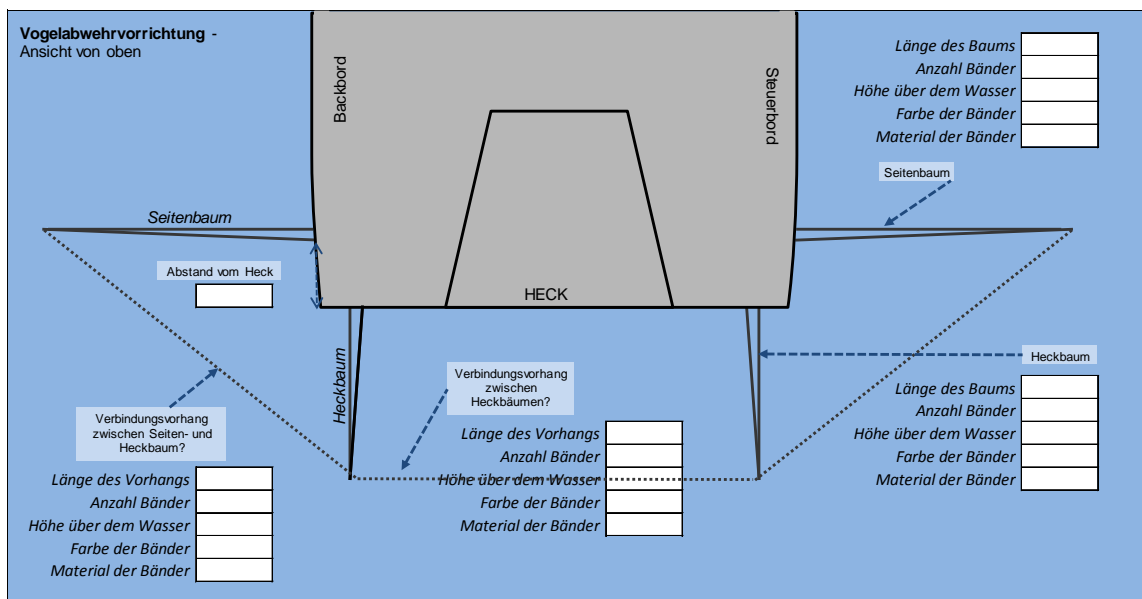 Vogelabwehrvorrichtung -
Ansicht von oben
Backbord
Steuerbord
Länge des Baums
Anzahl Bänder
Höhe über dem Wasser
Farbe der Bänder
Material der Bänder
Seitenbaum
Seitenbaum
Abstand vom Heck
HECK
Heckbaum
Heckbaum
Verbindungsvorhang
zwischen
Heckbäumen?
Länge des Baums
Anzahl Bänder
Höhe über dem Wasser
Farbe der Bänder
Material der Bänder
Verbindungsvorhang
zwischen Seiten- und
Heckbaum?
Länge des Vorhangs
Anzahl Bänder
Höhe über dem Wasser
Farbe der Bänder
Material der Bänder
Länge des Vorhangs
Anzahl Bänder
Höhe über dem Wasser
Farbe der Bänder
Material der Bänder